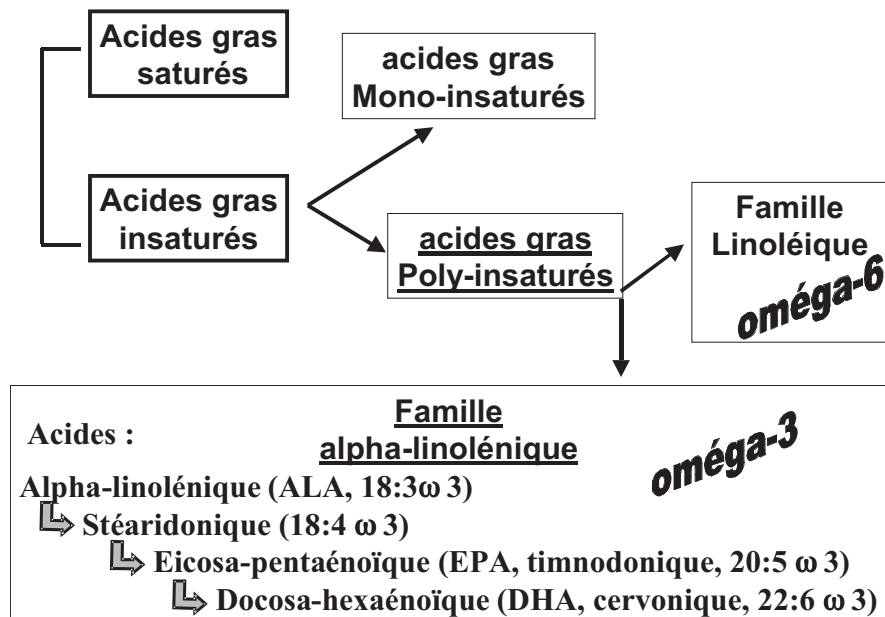 Acides gras
saturés
acides gras
Mono-insaturés
Acides gras
insaturés
acides gras
Poly-insaturés
Famille
Linoléique
oméga-6
Famille
alpha-linolénique
oméga-3
Acides :
Alpha-linolénique (ALA, 18:3ω 3)
Stéaridonique (18:4 ω 3)
Eicosa-pentaénoïque (EPA, timnodonique, 20:5 ω 3)
Docosa-hexaénoïque (DHA, cervonique, 22:6 ω 3)